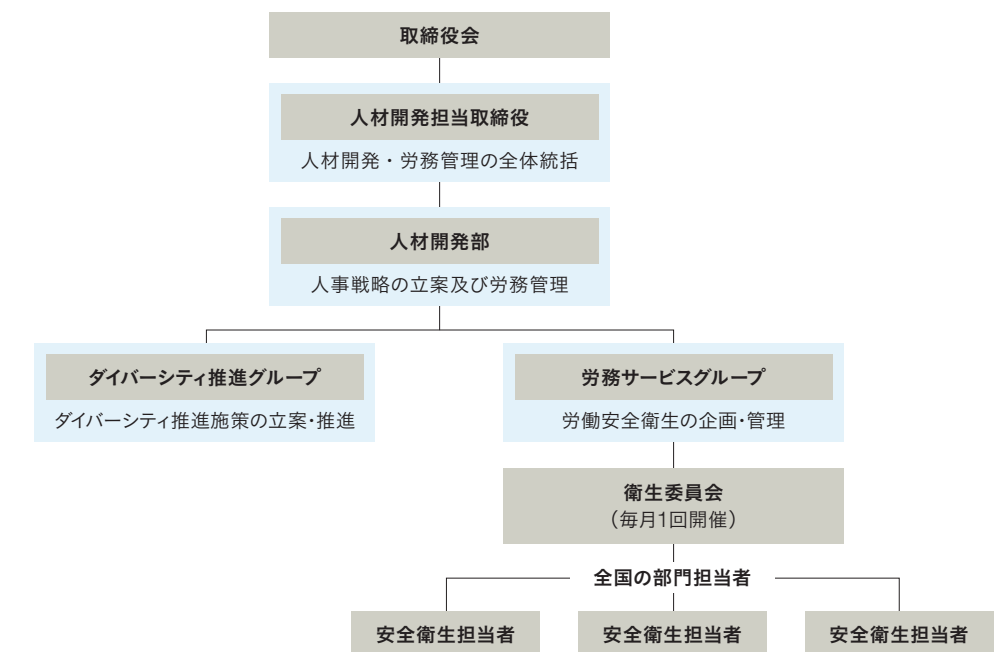 取締役会
人材開発担当取締役
人材開発・労務管理の全体統括
人材開発部
人事戦略の立案及び労務管理
ダイバーシティ推進グループ
ダイバーシティ推進施策の立案・推進
労務サービスグループ
労働安全衛生の企画・管理
衛生委員会
（毎月1回開催）
全国の部門担当者
安全衛生担当者
安全衛生担当者
安全衛生担当者